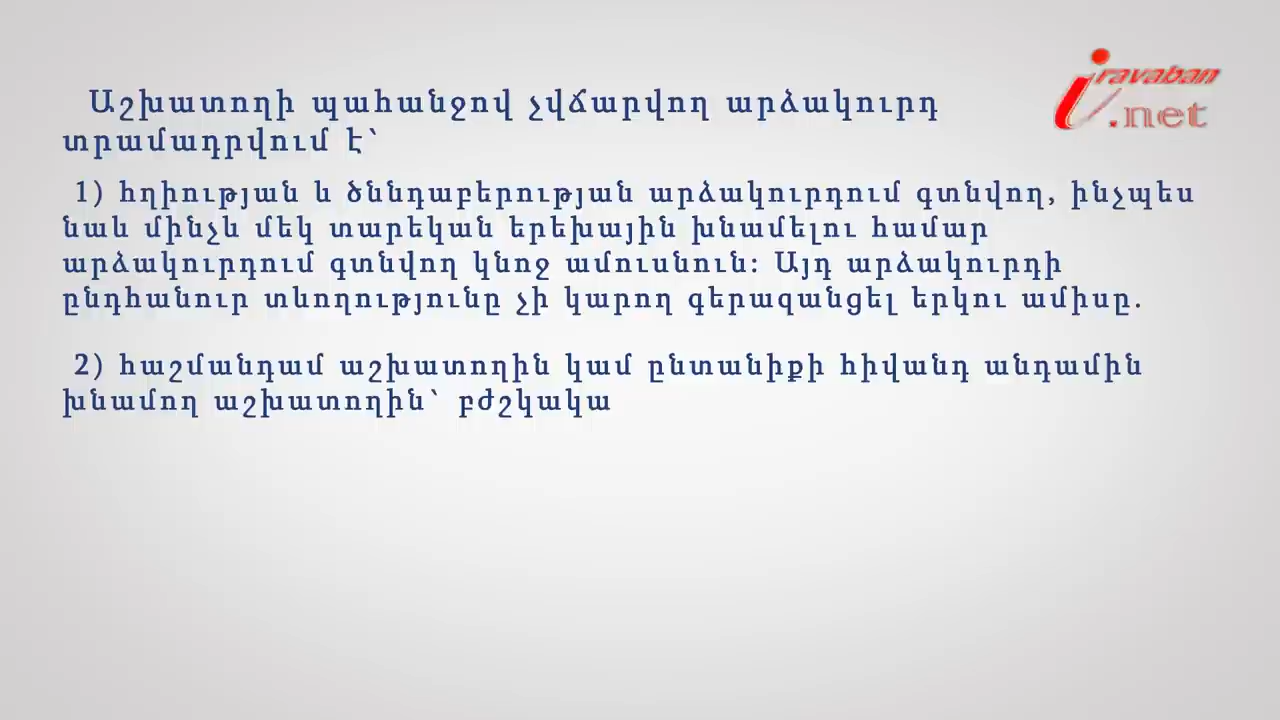 Աշխատողի պահանջով չվճարվող արձակուրդ
տրամադրվում է՝
1) հղիության և ծննդաբերության արձակուրդում գտնվող, ինչպես
նաև մինչև մեկ տարեկան երեխային խնամելու համար
արձակուրդում գտնվող կնոջ ամուսնուն: Այդ արձակուրդի
ընդհանուր տևողությունը չի կարող գերազանցել երկու ամիսը.
2) հաշմանդամ աշխատողին կամ ընտանիքի հիվանդ անդամին
խնամող աշխատողին՝ բժշկակա
iravaban
.net